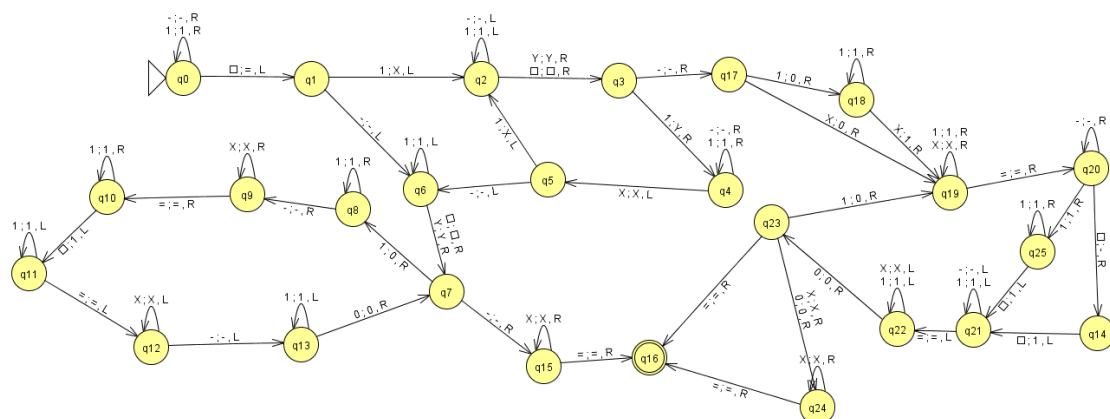 - ; - , R
1 ; 1 , R
q0
□ ; = , L
q1
1 ; X , L
- ; - , L
1 ; 1 , L
q2
Y ; Y , R
□ ; □ , R
q3
- ; - , R
q17
1 ; 0 , R
1 ; 1 , R
q18
X ; 0 , R
X ; 1 , R
- ; - , L
1 ; X , L
1 ; Y , R
- ; - , R
1 ; 1 , R
q4
X ; X , L
q5
- ; - , L
1 ; 1 , L
q6
□ ; □ , R
Y ; Y , R
q7
1 ; 0 , R
1 ; 1 , R
q8
- ; - , R
X ; X , R
q9
= ; = , R
1 ; 1 , R
q10
□ ; 1 , L
1 ; 1 , L
q11
= ; = , L
X ; X , L
q12
- ; - , L
1 ; 1 , R
q13
0 ; 0 , R
- ; - , R
X ; X , R
q15
= ; = , R
q16
1 ; 1 , R
X ; X , R
q19
= ; = , R
- ; - , R
q20
1 ; 1 , R
1 ; 1 , R
q25
□ ; - , R
q14
□ ; 1 , L
□ ; 1 , L
- ; - , L
1 ; 1 , L
q21
= ; = , L
X ; X , L
1 ; 1 , L
q22
0 ; 0 , R
q23
1 ; 0 , R
= ; = , R
X ; X , R
0 ; 0 , R
X ; X , R
q24
= ; = , R